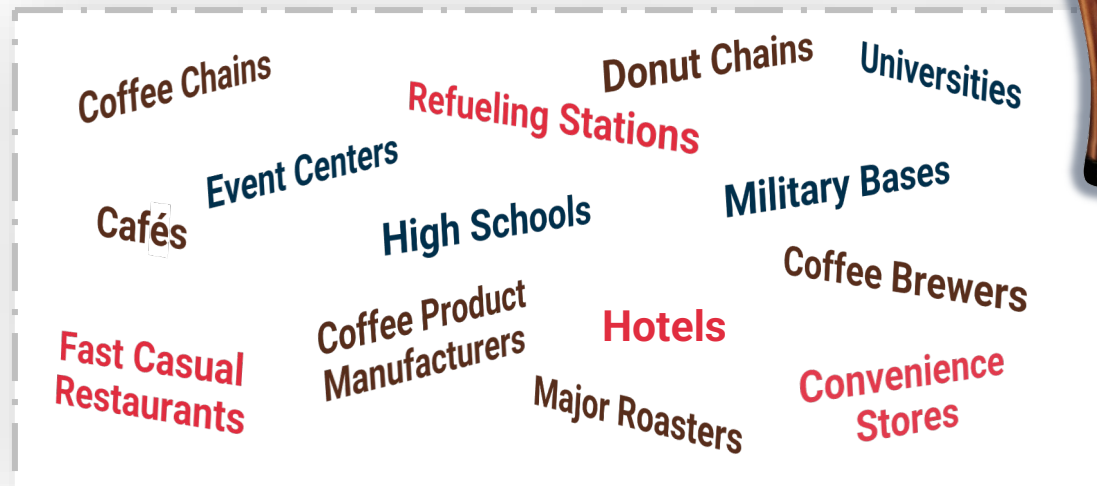 Coffee Chains
Donut Chains
Universities
Refueling Stations
Event Centers
Military Bases
Cafés
High Schools
Coffee Brewers
Coffee Product
Manufacturers
Hotels
Fast Casual
Restaurants
Convenience
Stores
Major Roasters